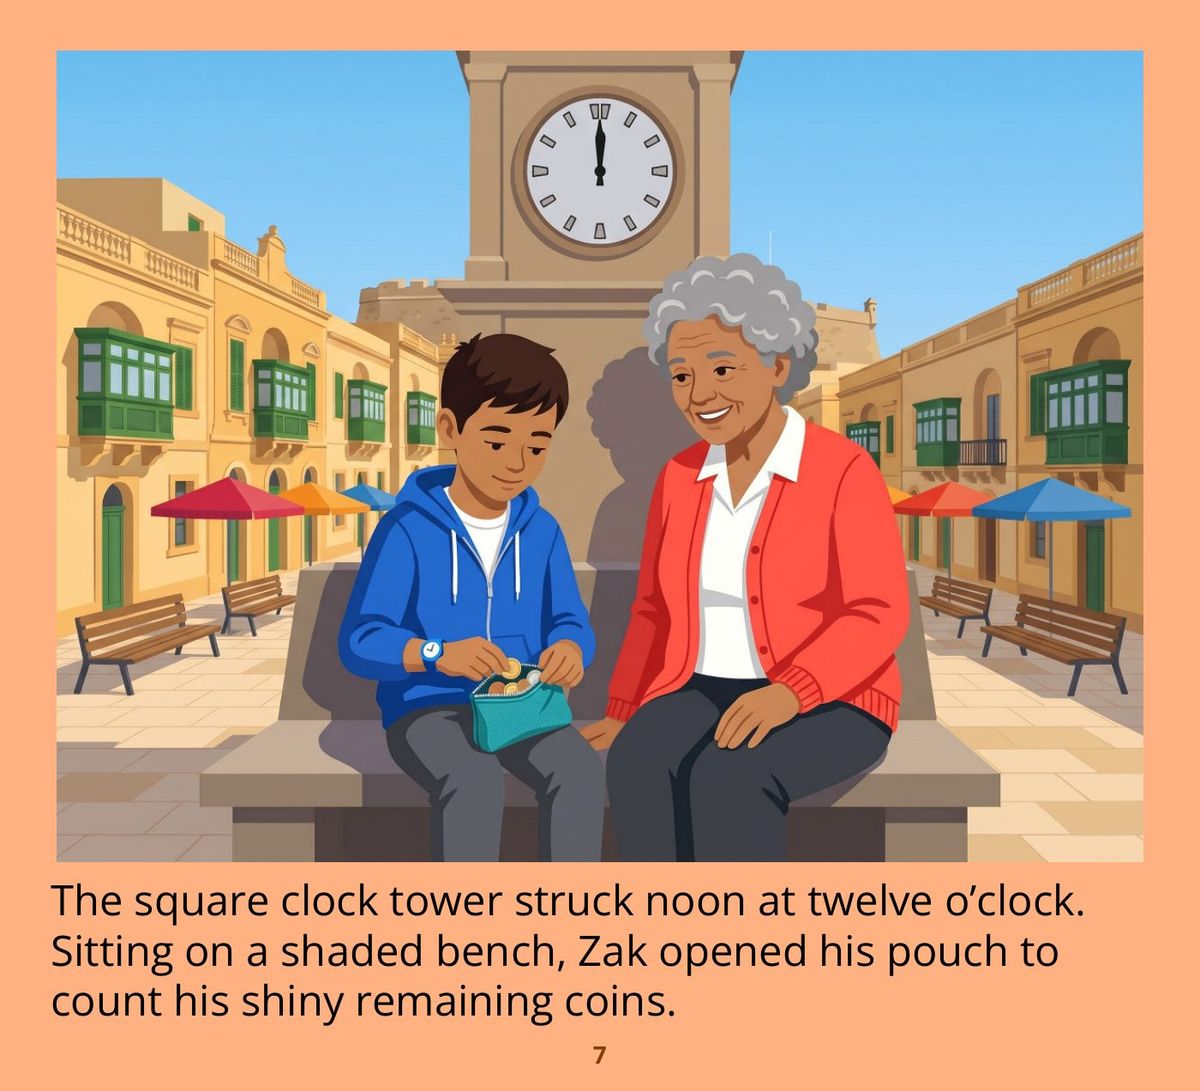 The square clock tower struck noon at twelve o’clock.
Sitting on a shaded bench, Zak opened his pouch to
count his shiny remaining coins.
7